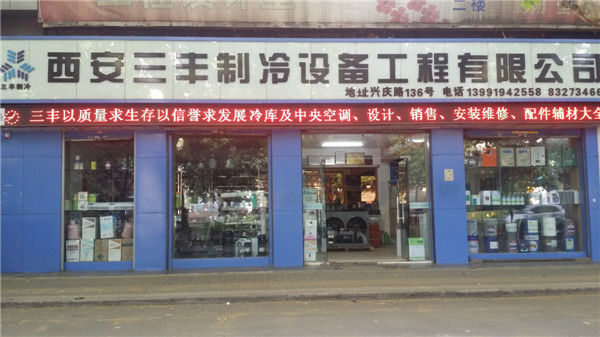 二楼
西安三丰制冷设备工程有限公司
三丰制冷
地址兴庆路136号 电话13991942558 83273466
三丰以质量求生存以信誉求发展冷库及中央空调、设计、销售、安装维修、配件辅材大全